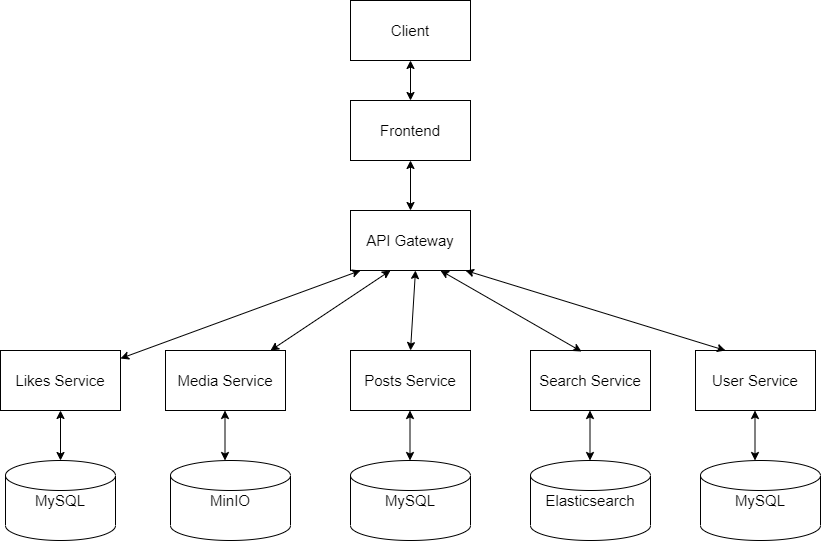 Client
Frontend
API Gateway
Likes Service
Media Service
Posts Service
Search Service
User Service
MySQL
MinIO
MySQL
Elasticsearch
MySQL